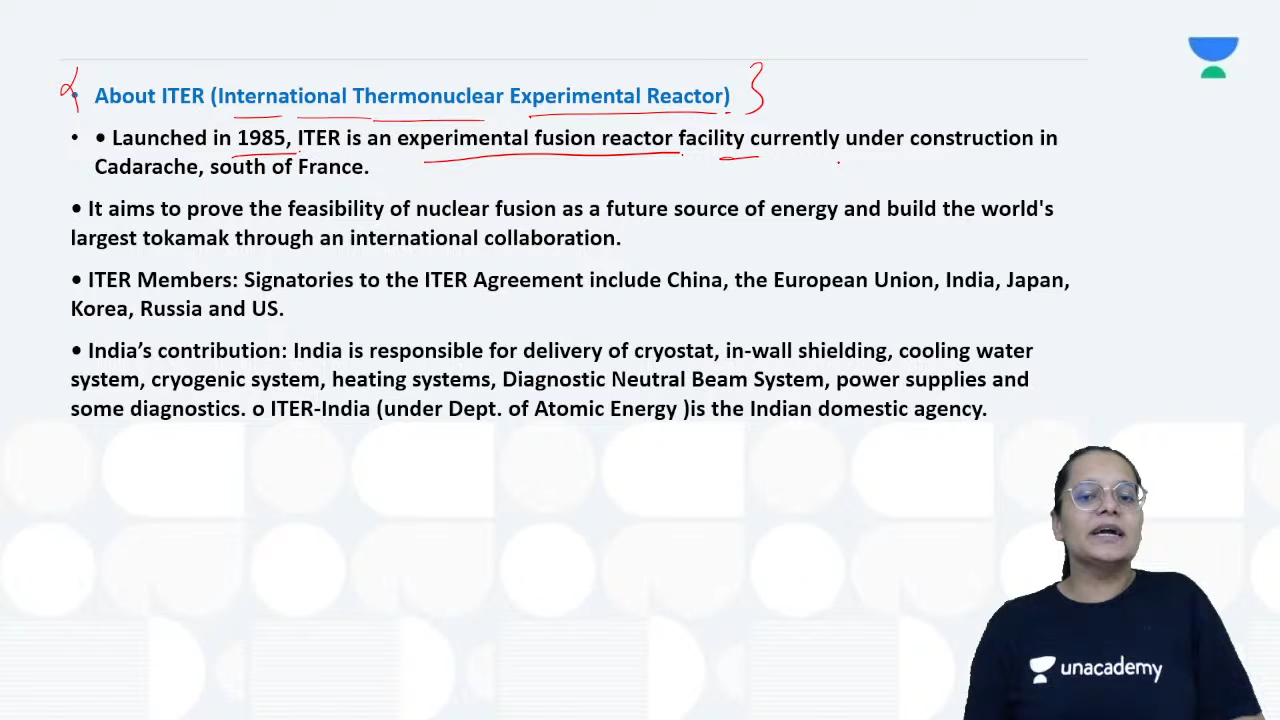 • About ITER (International Thermonuclear Experimental Reactor)
• • Launched in 1985, ITER is an experimental fusion reactor facility currently under construction in
Cadarache, south of France.
• It aims to prove the feasibility of nuclear fusion as a future source of energy and build the world's
largest tokamak through an international collaboration.
• ITER Members: Signatories to the ITER Agreement include China, the European Union, India, Japan,
Korea, Russia and US.
• India’s contribution: India is responsible for delivery of cryostat, in-wall shielding, cooling water
system, cryogenic system, heating systems, Diagnostic Neutral Beam System, power supplies and
some diagnostics. o ITER-India (under Dept. of Atomic Energy )is the Indian domestic agency.
unacademy